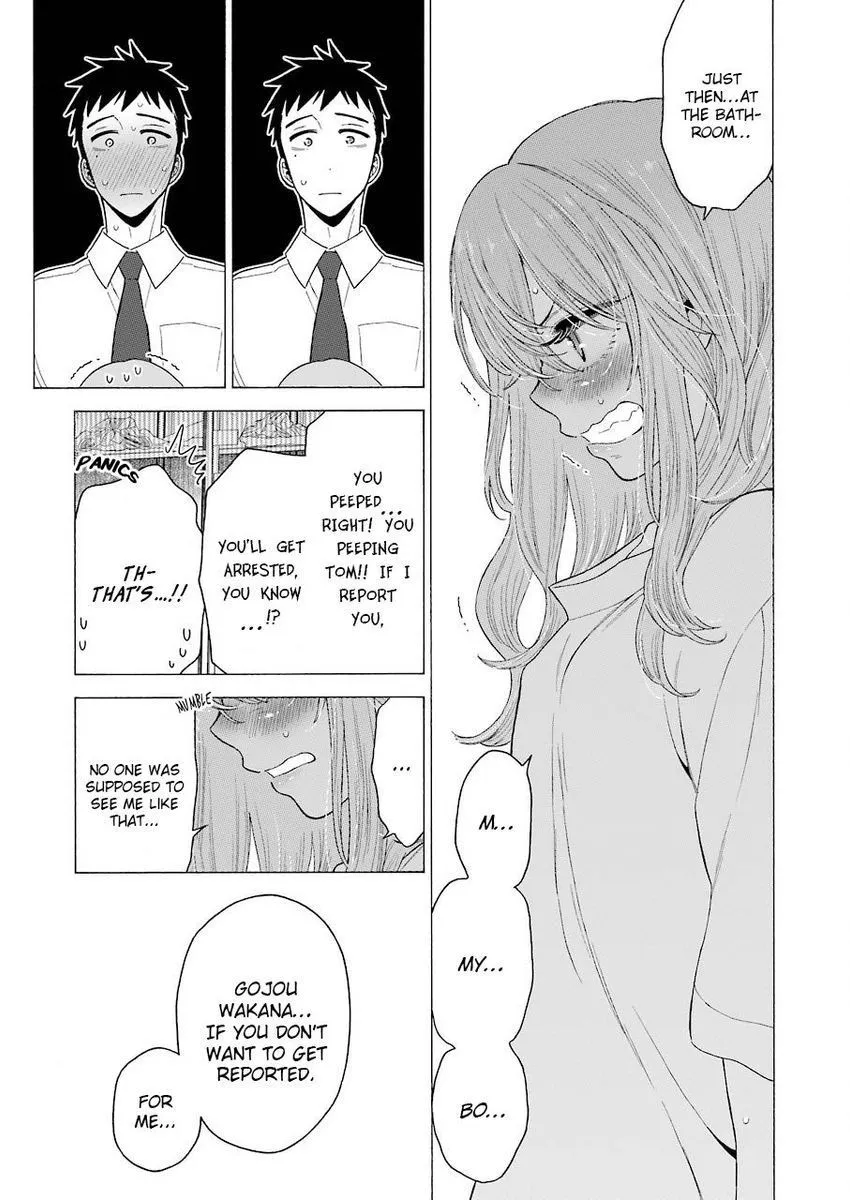 JUST
THEN...AT
THE BATH-
ROOM...
M...
MY...
BO...
YOU
PEEPED...
RIGHT! YOU
PEEPING
TOM!! IF I
REPORT
YOU,
YOU'LL GET
ARRESTED,
YOU KNOW
...!?
PANICS
TH-
THAT'S...!!
...
MUMBLE
NO ONE WAS
SUPPOSED TO
SEE ME LIKE
THAT...
GOJOU
WAKANA...
IF YOU DON'T
WANT TO GET
REPORTED.
FOR
ME...